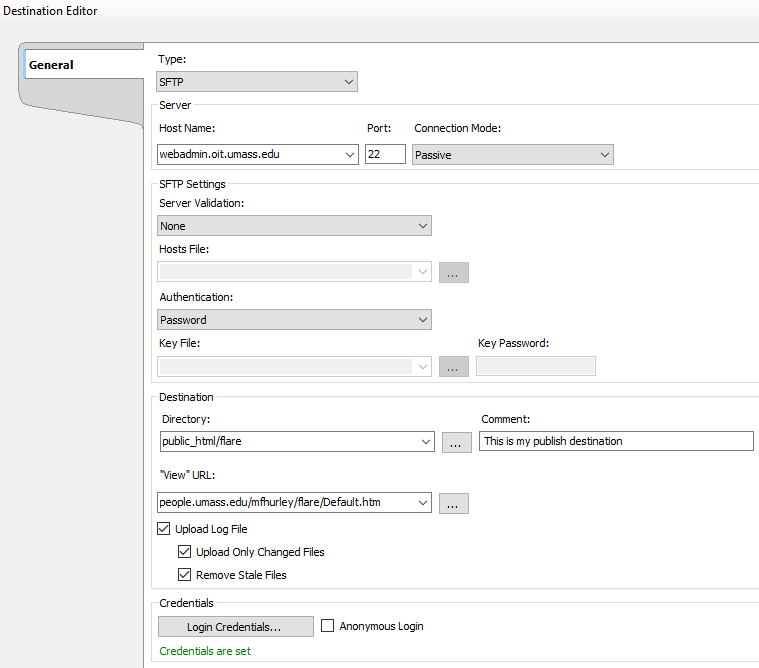 Destination Editor
General
Type:
SFTP
Server
Host Name:
Port:
Connection Mode:
webadmin.oit.umass.edu
22
Passive
SFTP Settings
Server Validation:
None
Hosts File:
...
Authentication:
Password
Key File:
Key Password:
...
Destination
Directory:
Comment:
public_html/flare
...
This is my publish destination
"View" URL:
people.umass.edu/mfhurley/flare/Default.htm
...
Upload Log File
Upload Only Changed Files
Remove Stale Files
Credentials
Login Credentials...
Anonymous Login
Credentials are set